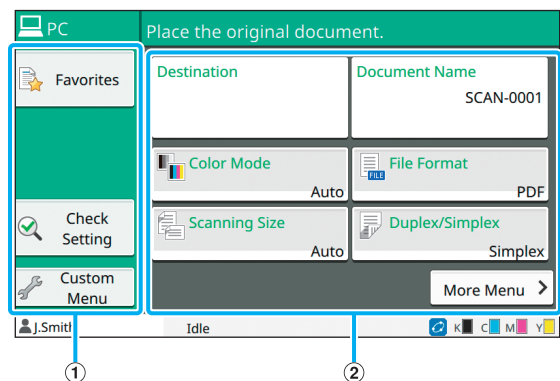 PC
Place the original document.
Favorites
Check
Setting
Custom
Menu
Destination
Document Name
SCAN-0001
Color Mode
Auto
FILE
File Format
PDF
Scanning Size
Auto
Duplex/Simplex
Simplex
More Menu >
J.Smith
Idle
K C M Y
1
2